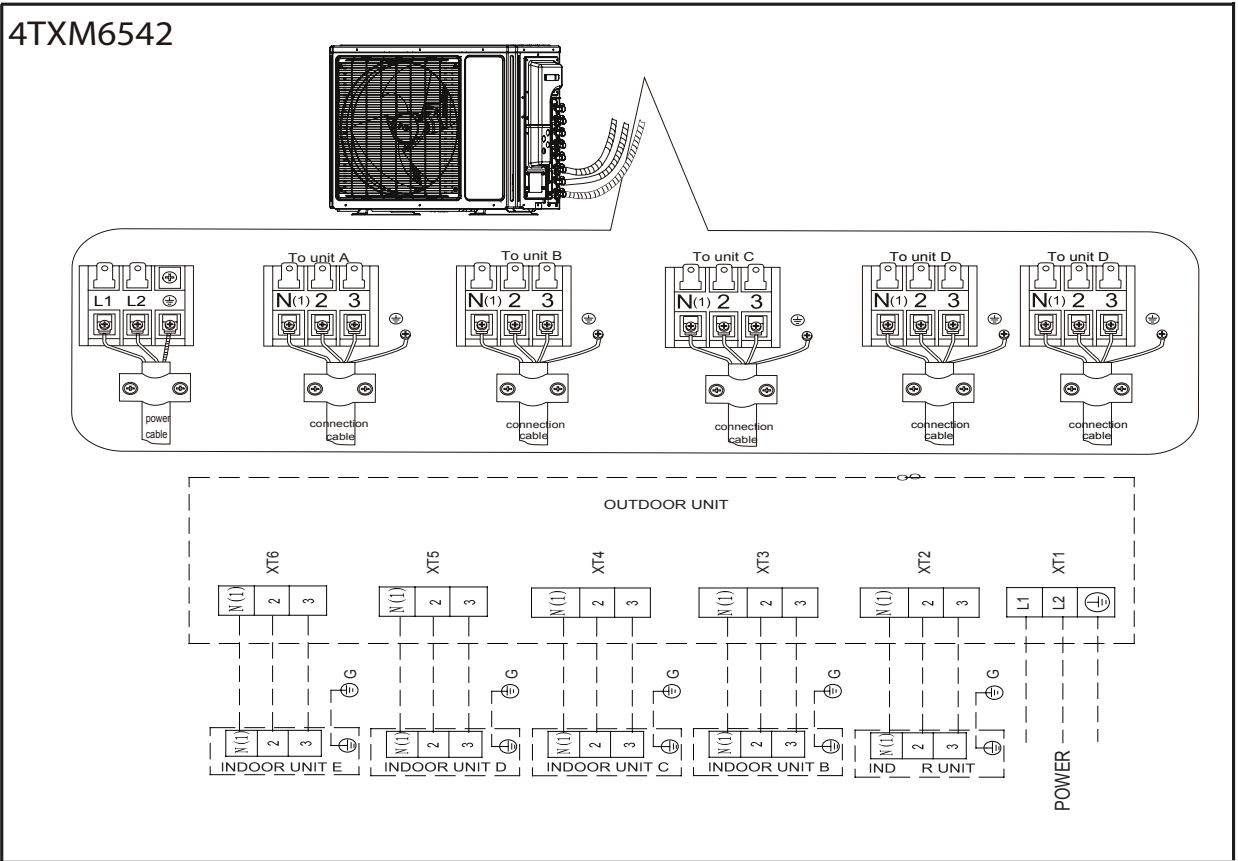 4TXM6542
To unit A
To unit B
To unit C
To unit D
To unit D
L1 L2
N(1) 2 3
N(1) 2 3
N(1) 2 3
N(1) 2 3
N(1) 2 3
power
cable
connection
cable
connection
cable
connection
cable
connection
cable
connection
cable
OUTDOOR UNIT
XT6
XT5
XT4
XT3
XT2
XT1
N(1) 2 3
N(1) 2 3
N(1) 2 3
N(1) 2 3
N(1) 2 3
L1 L2
G
G
G
G
G
N(1) 2 3
N(1) 2 3
N(1) 2 3
N(1) 2 3
N(1) 2 3
INDOOR UNIT E
INDOOR UNIT D
INDOOR UNIT C
INDOOR UNIT B
IND R UNIT
POWER